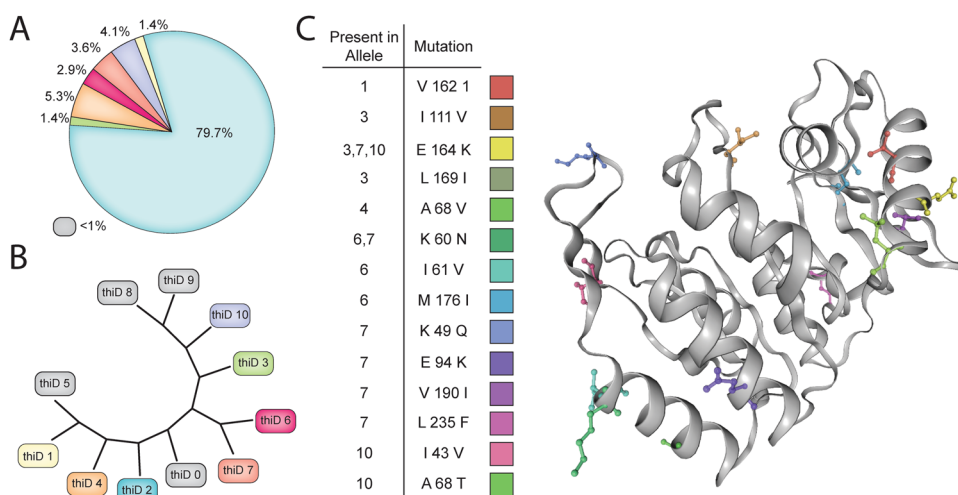 A
1.4%
4.1%
3.6%
2.9%
5.3%
1.4%
79.7%
<1%
B
thiD 9
thiD 8
thiD 10
thiD 3
thiD 5
thiD 6
thiD 1
thiD 7
thiD 4
thiD 2
thiD 0
C
Present in Allele Mutation
1 V 162 1
3 I 111 V
3,7,10 E 164 K
3 L 169 I
4 A 68 V
6,7 K 60 N
6 I 61 V
6 M 176 I
7 K 49 Q
7 E 94 K
7 V 190 I
7 L 235 F
10 I 43 V
10 A 68 T